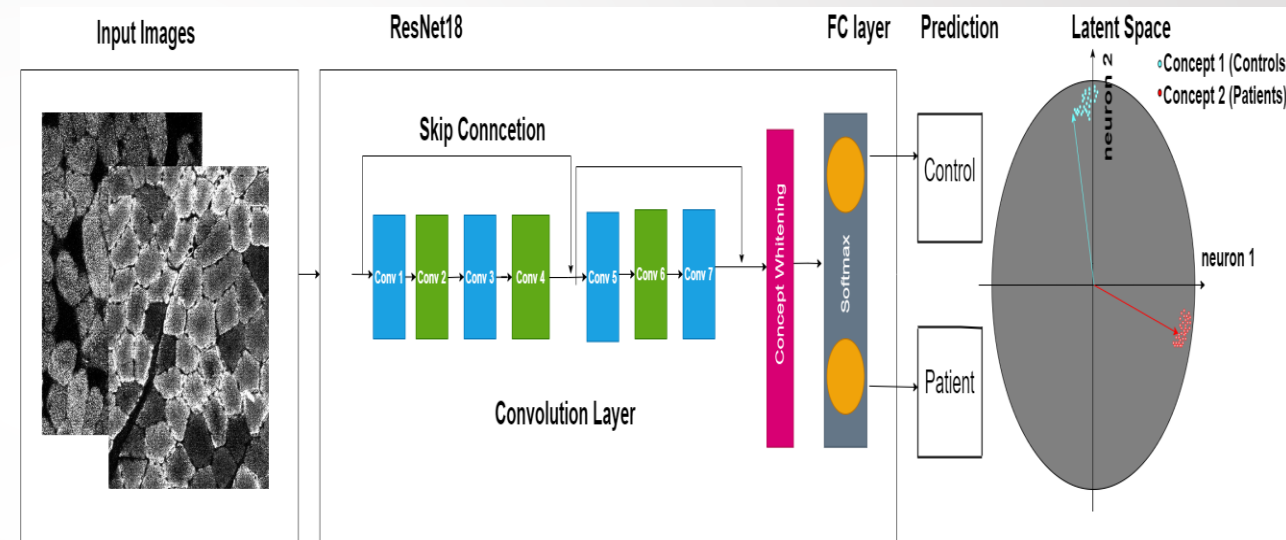 Input Images
ResNet18
FC layer
Prediction
Latent Space
Concept 1 (Controls
Concept 2 (Patients)
neuron 2
neuron 1
Skip Conncetion
Conv 1
Conv 2
Conv 3
Conv 4
Conv 5
Conv 6
Conv 7
Concept Whitening
Softmax
Control
Patient
Convolution Layer